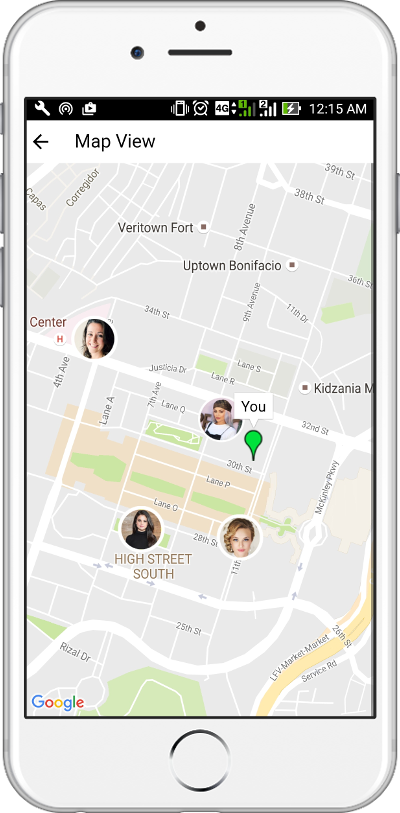 4G
1
2
12:15 AM
Map View
39th St
Corregidor
Capas
38th St
8th Avenue
Veritown Fort
Uptown Bonifacio
36th St
9th Avenue
34th St
11th Dr
Center
H
Lane S
Justicia Dr
4th Ave
Lane R
7th Ave
Kidzania M
Lane A
Lane Q
You
32nd St
30th St
McKinley Pkwy
Lane P
Lane O
28th St
11th
HIGH STREET
SOUTH
25th St
26th St
Rizal Dr
LFV-Market-Market
Service Rd
Google